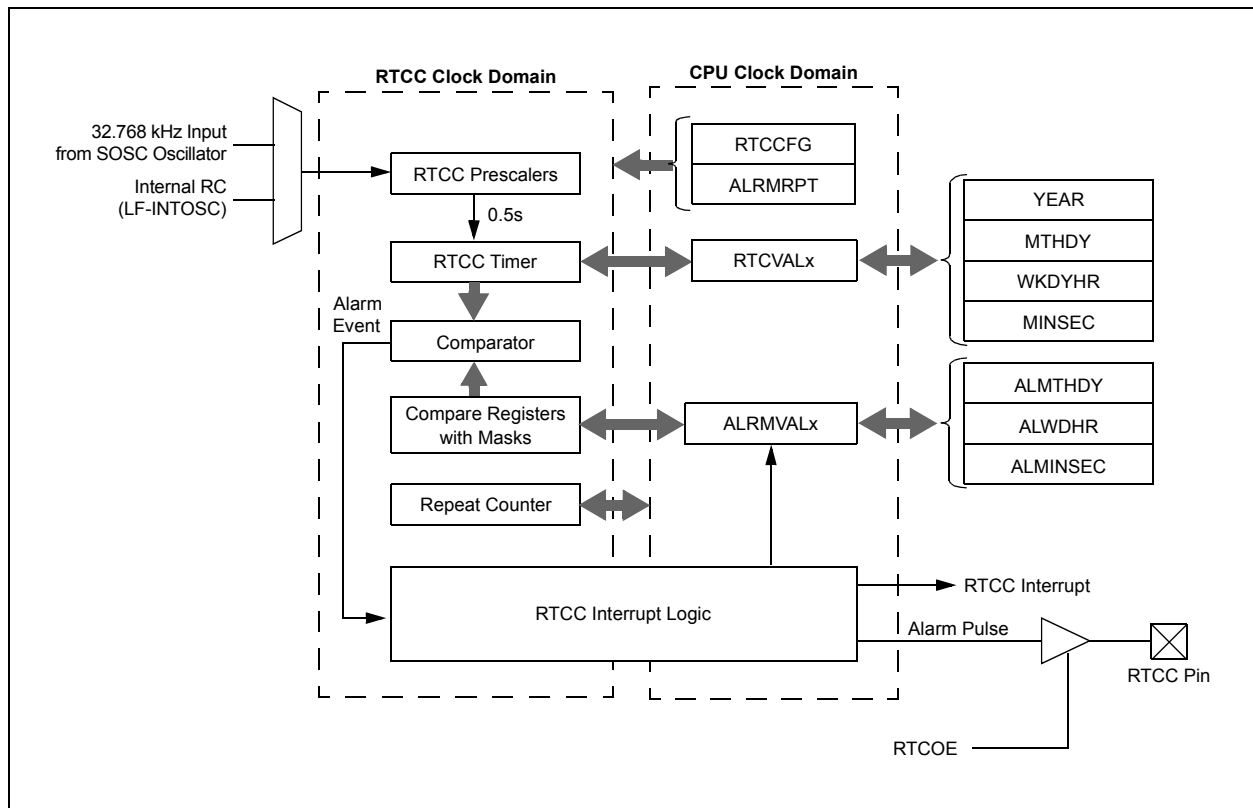 RTCC Clock Domain
CPU Clock Domain
32.768 kHz Input
from SOSC Oscillator
Internal RC
(LF-INTOSC)
RTCC Prescalers
0.5s
RTCC Timer
Alarm
Event
Comparator
Compare Registers
with Masks
Repeat Counter
RTCC Interrupt Logic
RTCCFG
ALRMRPT
RTCVALx
ALRMVALx
YEAR
MTHDY
WKDYHR
MINSEC
ALMTHDY
ALWDHR
ALMINSEC
RTCC Interrupt
Alarm Pulse
RTCC Pin
RTCOE